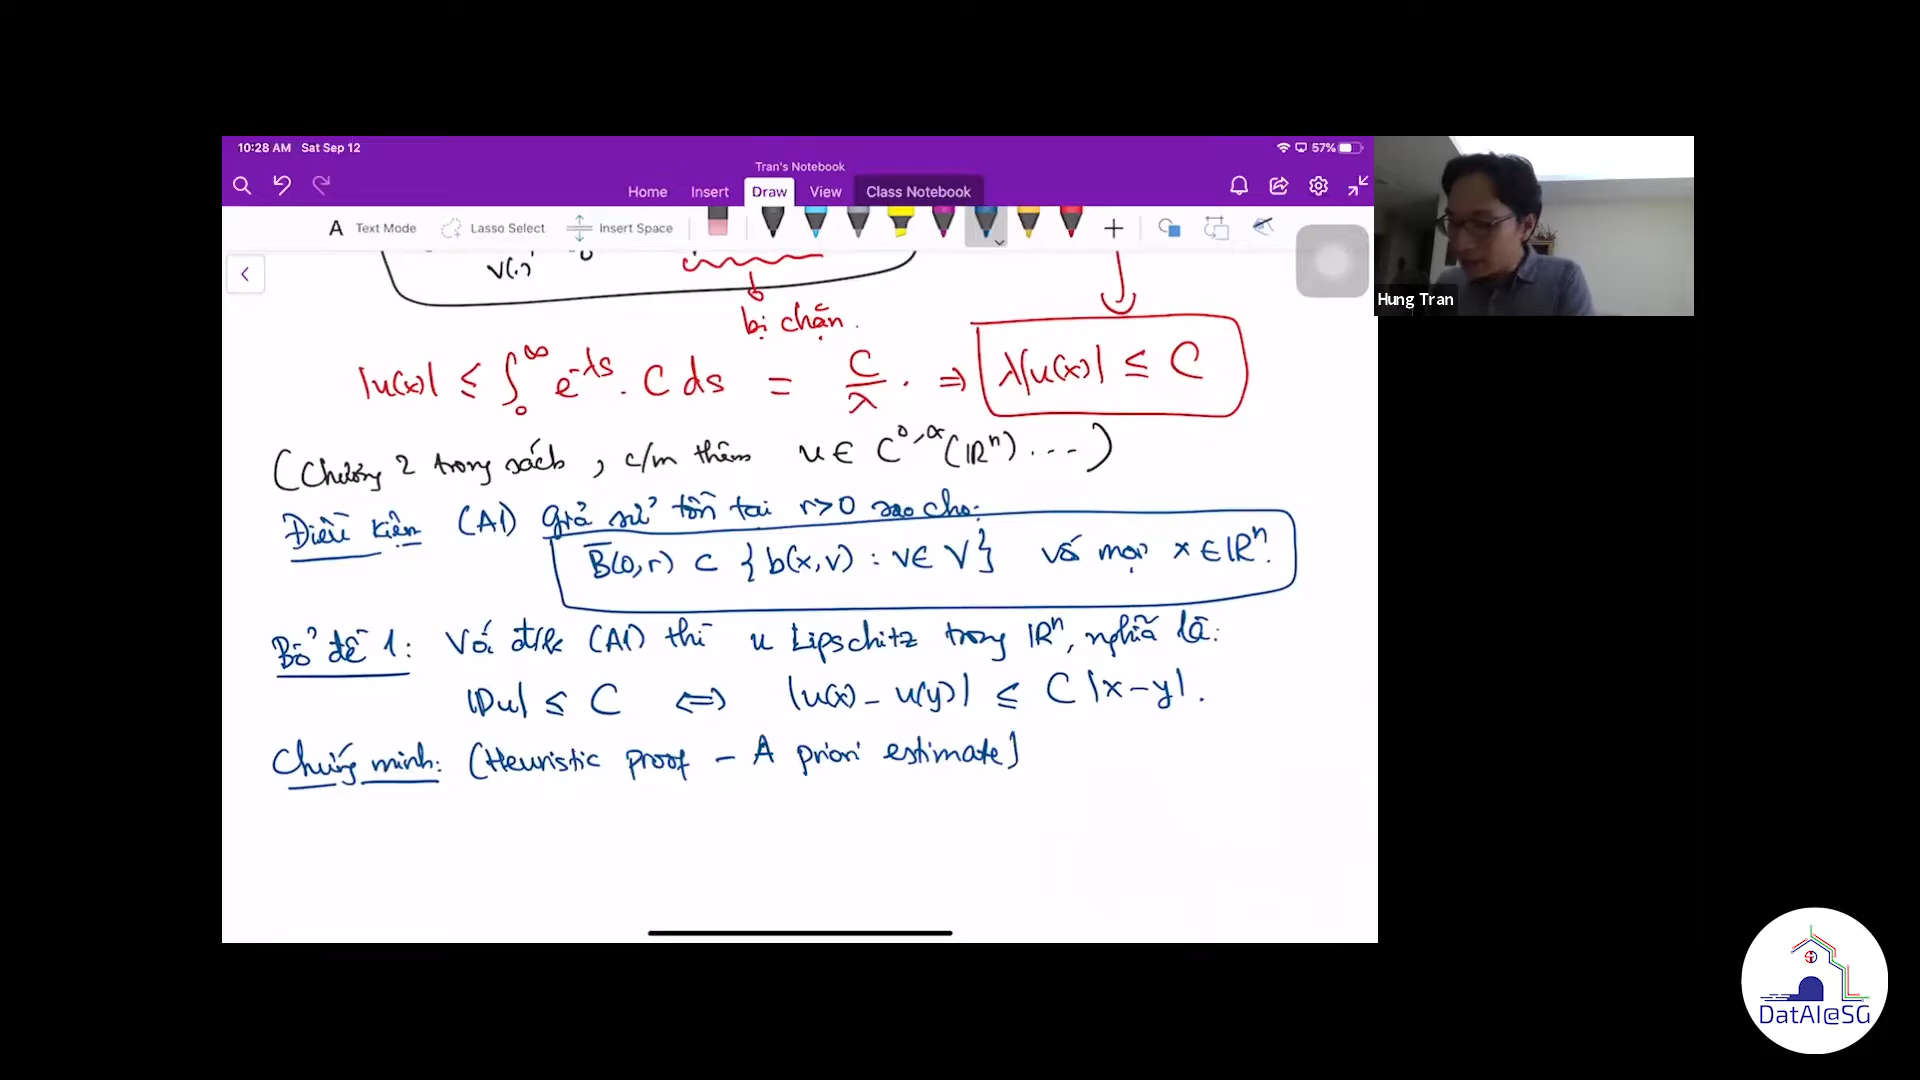 10:28 AM Sat Sep 12
57%
Tran's Notebook
Home Insert Draw View Class Notebook
A Text Mode Lasso Select Insert Space
V(.)
bị chặn.
|u(x)| ≤ ∫₀^∞ e^{-λs} . C ds = C/λ . ⇒ λ|u(x)| ≤ C
(Chương 2 trong sách, c/m thêm u ∈ C^{0,α}(ℝⁿ) ...)
Điều kiện (A1) Giả sử tồn tại r>0 sao cho:
B̅(0,r) ⊂ {b(x,v) : v ∈ V} với mọi x ∈ ℝⁿ.
Bổ đề 1: Với đ/k (A1) thì u Lipschitz trong ℝⁿ, nghĩa là:
|Du| ≤ C ⇔ |u(x) - u(y)| ≤ C |x-y|.
Chứng minh: (Heuristic proof - A priori estimate)
Hung Tran
DatAI@SG